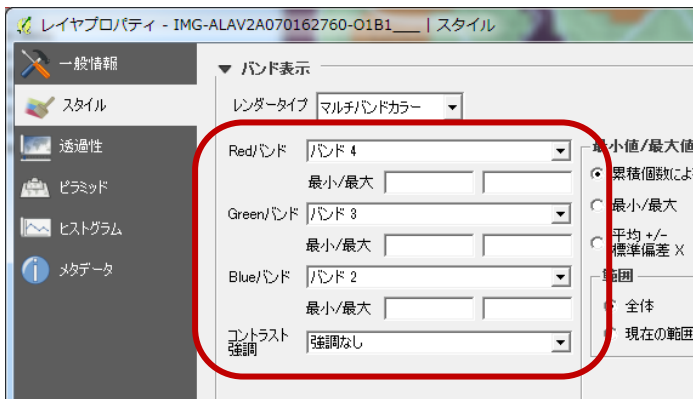 レイヤプロパティ - IMG-ALAV2A070162760-O1B1___ | スタイル
一般情報
スタイル
透過性
ピラミッド
ヒストグラム
メタデータ
▼ バンド表示
レンダータイプ マルチバンドカラー
Redバンド バンド 4
最小/最大
Greenバンド バンド 3
最小/最大
Blueバンド バンド 2
最小/最大
コントラスト
強調 強調なし
最小値/最大値
累積個数によ
最小/最大
平均 +/-
標準偏差 X
範囲
全体
現在の範囲